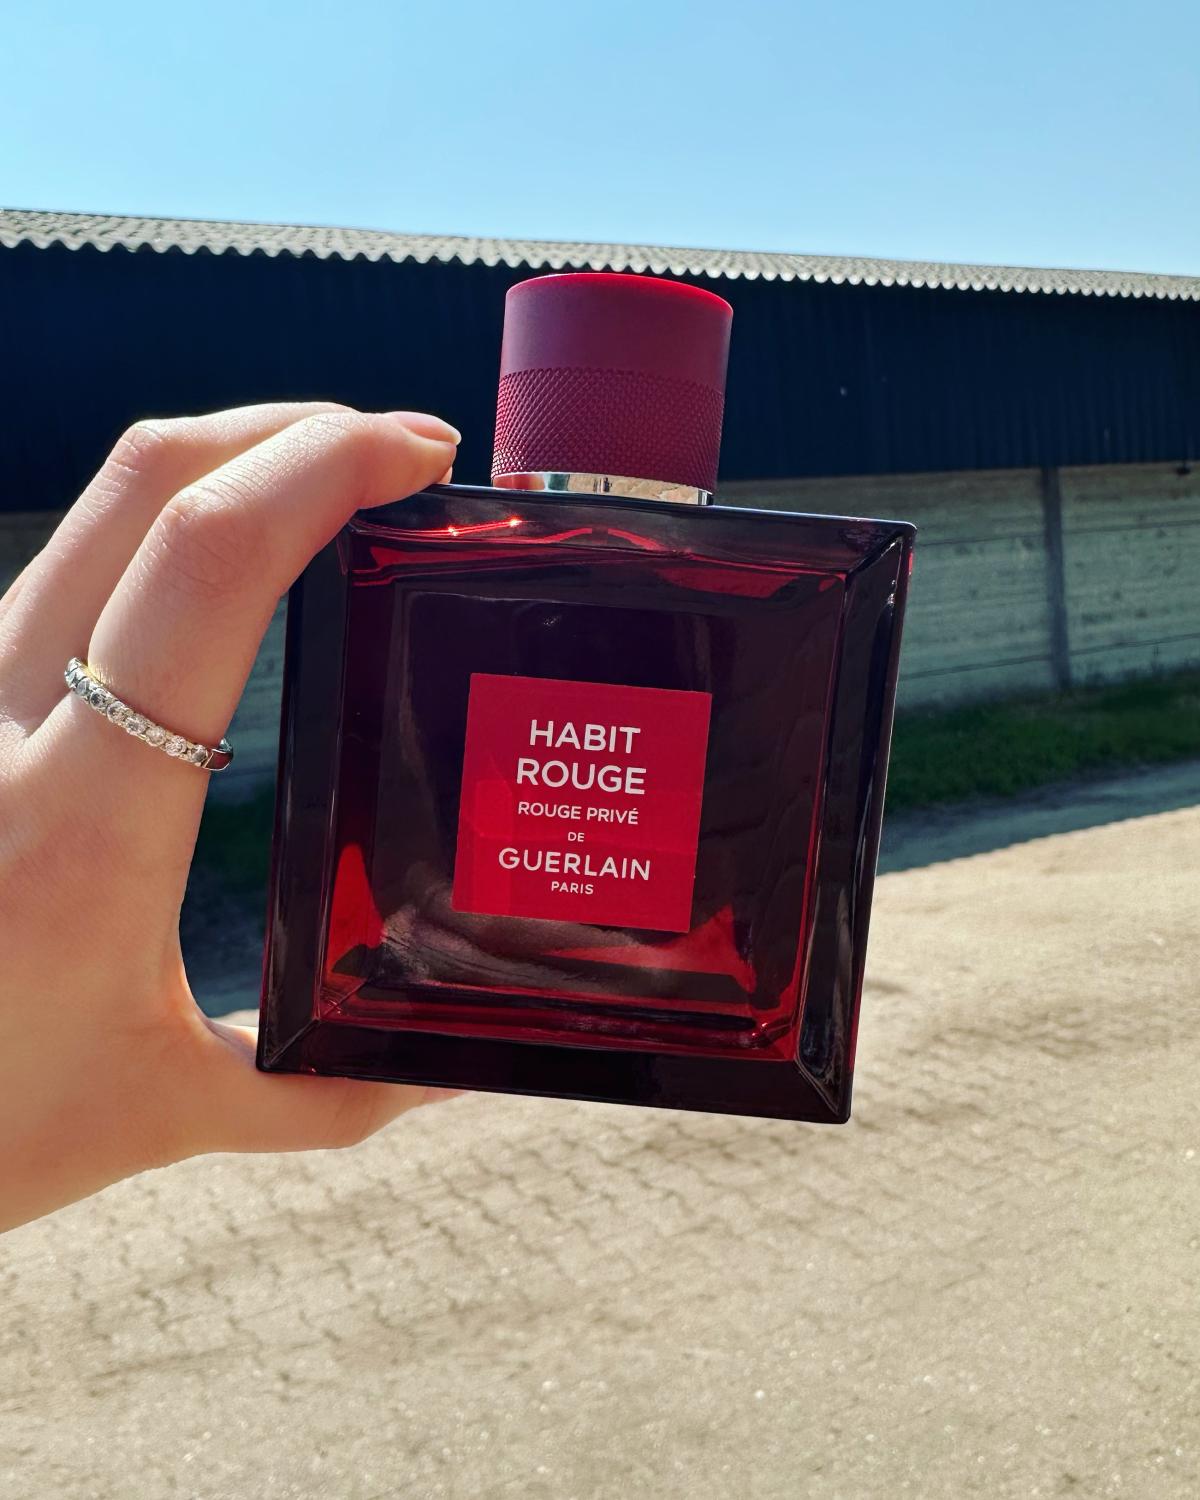 HABIT
ROUGE
ROUGE PRIVÉ
DE
GUERLAIN
PARIS